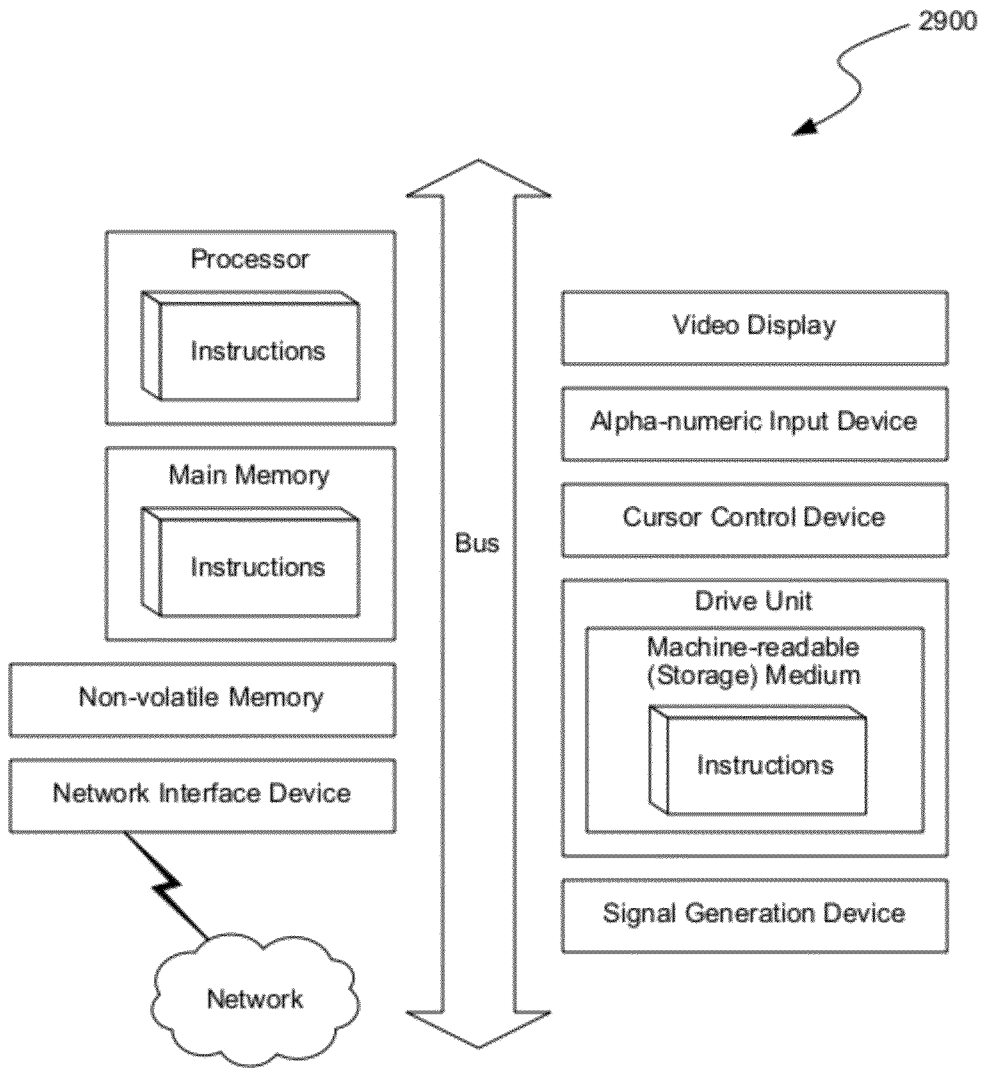 2900
Processor
Instructions
Main Memory
Instructions
Non-volatile Memory
Network Interface Device
Network
Bus
Video Display
Alpha-numeric Input Device
Cursor Control Device
Drive Unit
Machine-readable
(Storage) Medium
Instructions
Signal Generation Device